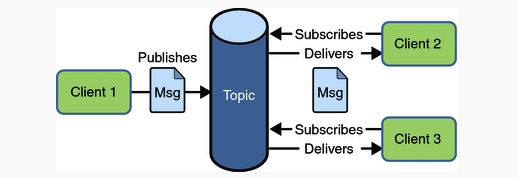 Publishes
Client 1
Msg
Topic
Subscribes
Delivers
Client 2
Msg
Subscribes
Delivers
Client 3